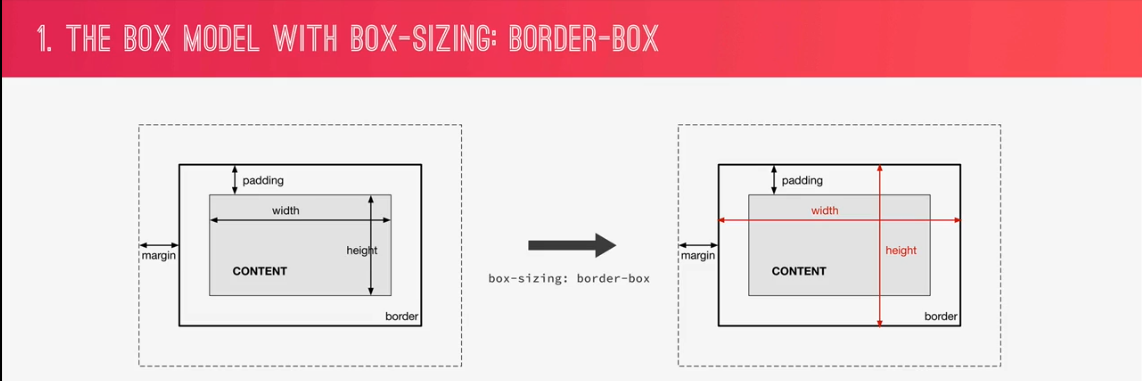 1. THE BOX MODEL WITH BOX-SIZING: BORDER-BOX
padding
width
height
margin
CONTENT
border
box-sizing: border-box
padding
width
height
margin
CONTENT
border